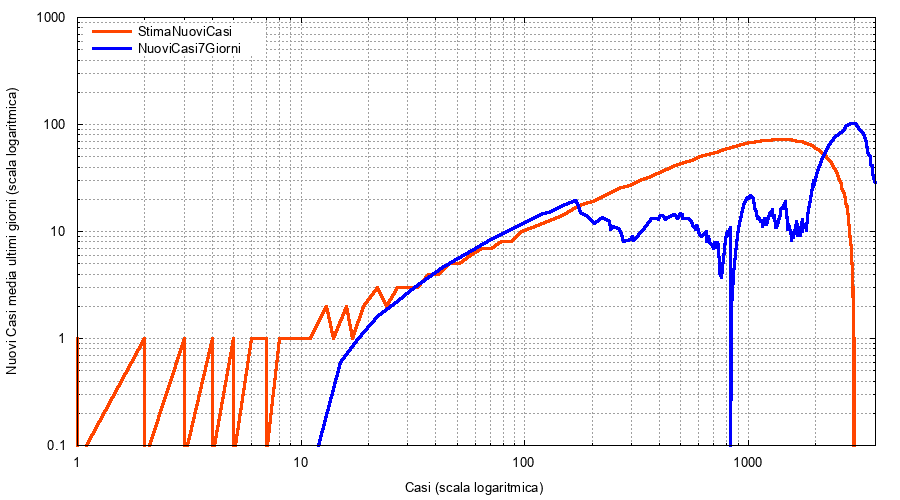 1000
StimaNuoviCasi
NuoviCasi7Giorni
100
10
1
0.1
Nuovi Casi media ultimi giorni (scala logaritmica)
1 10 100 1000
Casi (scala logaritmica)